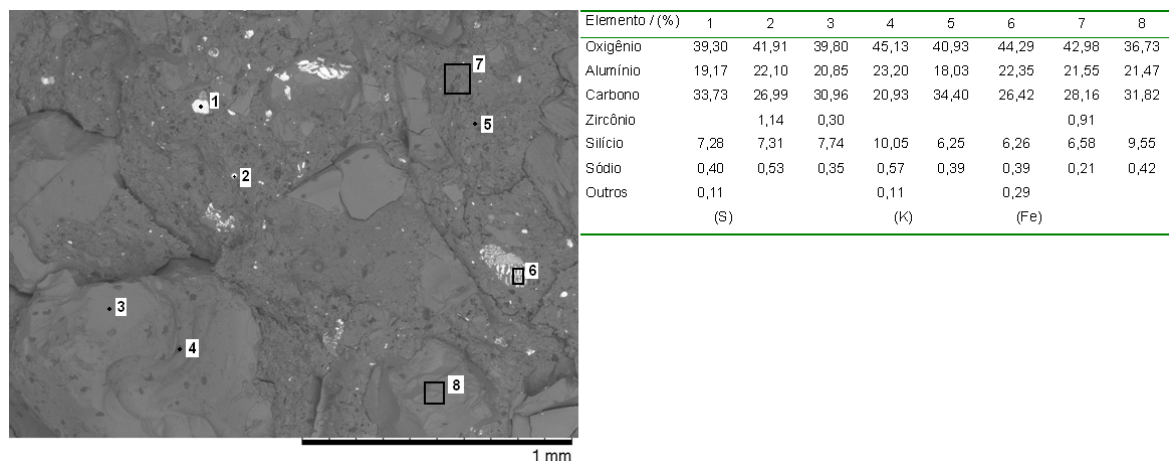 1
7
5
2
6
3
4
8
1 mm
Elemento / (%) 1 2 3 4 5 6 7 8
Oxigênio 39,30 41,91 39,80 45,13 40,93 44,29 42,98 36,73
Alumínio 19,17 22,10 20,85 23,20 18,03 22,35 21,55 21,47
Carbono 33,73 26,99 30,96 20,93 34,40 26,42 28,16 31,82
Zircônio 1,14 0,30 0,91
Silício 7,28 7,31 7,74 10,05 6,25 6,26 6,58 9,55
Sódio 0,40 0,53 0,35 0,57 0,39 0,39 0,21 0,42
Outros 0,11 0,11 0,29
(S) (K) (Fe)